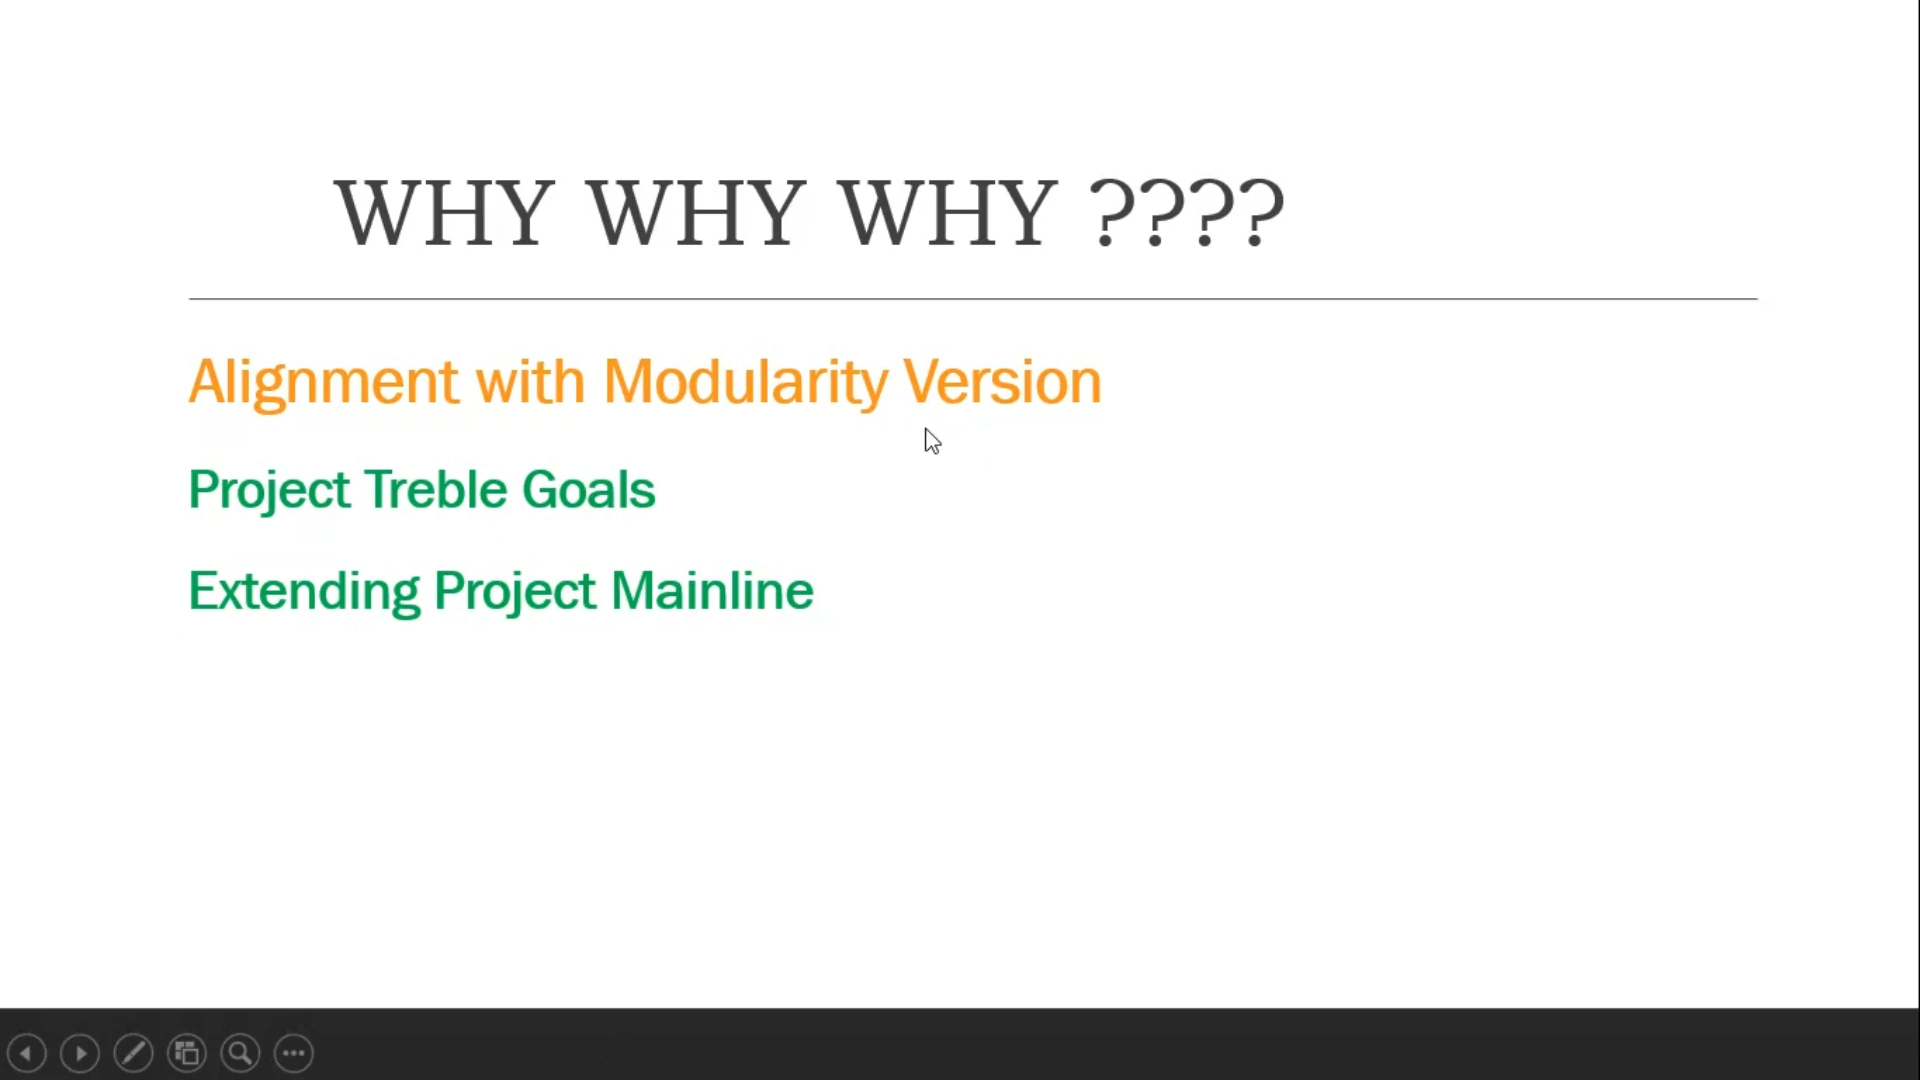 WHY WHY WHY ????
Alignment with Modularity Version
Project Treble Goals
Extending Project Mainline